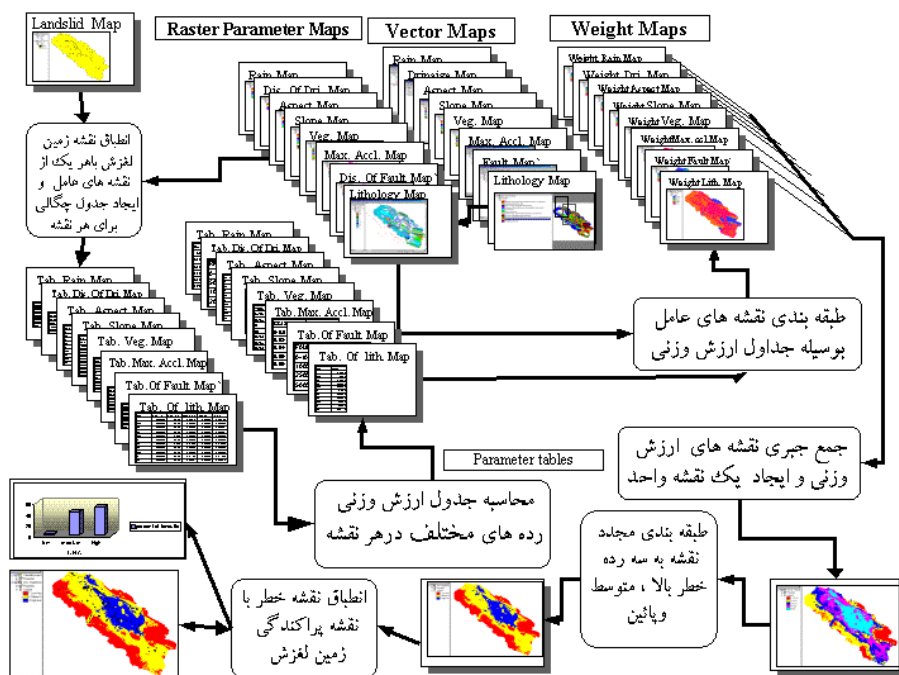 Landslid Map
Raster Parameter Maps
Vector Maps
Weight Maps
Rain Map
Dis. Of Dri. Map
Aspect Map
Slope Map
Veg. Map
Max. Accl. Map
Dis. Of Fault Map`
Lithology Map
Rain Map
Drinaige Map
Aspect Map
Slope Map
Veg. Map
Max. Accl. Map
Fault Map`
Lithology Map
Weight Rain Map
Weight Dri. Map
Weight Aspect Map
Weight Slope Map
Weight Veg. Map
WeightMax. acl.Map
Weight Fault Map
Weight Lith. Map
انطباق نقشه زمین
لغزش باهر یک از
نقشه های عامل و
ایجاد جدول چگالی
برای هر نقشه
Tab. Rain Map
Tab. Dis. Of Dri. Map
Tab. Aspect Map
Tab. Slope Map
Tab. Veg. Map
Tab. Max. Accl. Map
Tab. Of Fault Map
Tab. Of lith. Map
Tab. Rain Map
Tab. Dis. Of Dri. Map
Tab. Aspect Map
Tab. Slope Map
Tab. Veg. Map
Tab. Max. Accl. Map
Tab. Of Fault Map`
Tab. Of lith. Map
طبقه بندی نقشه های عامل
بوسیله جداول ارزش وزنی
Parameter tables
جمع جبری نقشه های ارزش
وزنی و ایجاد یک نقشه واحد
محاسبه جدول ارزش وزنی
رده های مختلف درهر نقشه
طبقه بندی مجدد
نقشه به سه رده
خطر بالا ، متوسط
وپائین
انطباق نقشه خطر با
نقشه پراکندگی
زمین لغزش